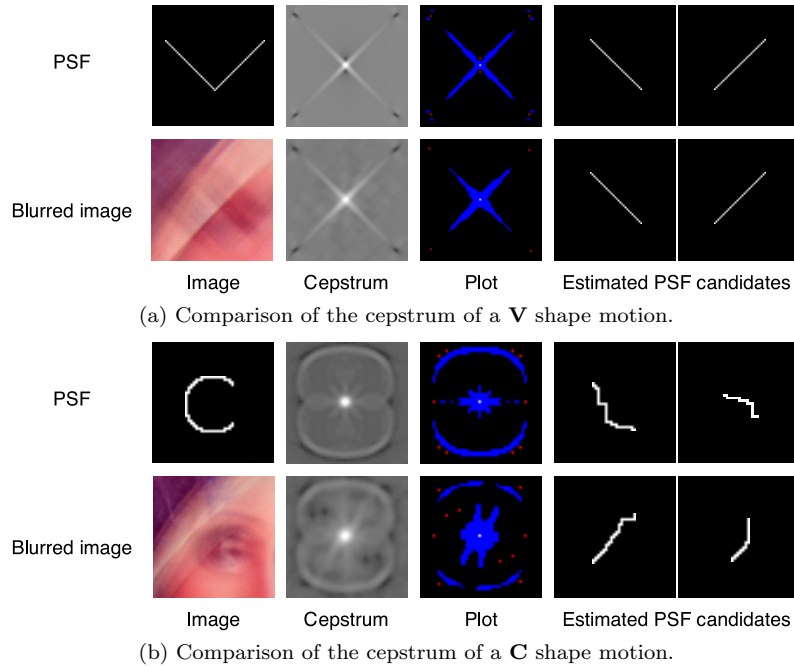 PSF
Blurred image
Image Cepstrum Plot Estimated PSF candidates
(a) Comparison of the cepstrum of a V shape motion.
PSF
Blurred image
Image Cepstrum Plot Estimated PSF candidates
(b) Comparison of the cepstrum of a C shape motion.